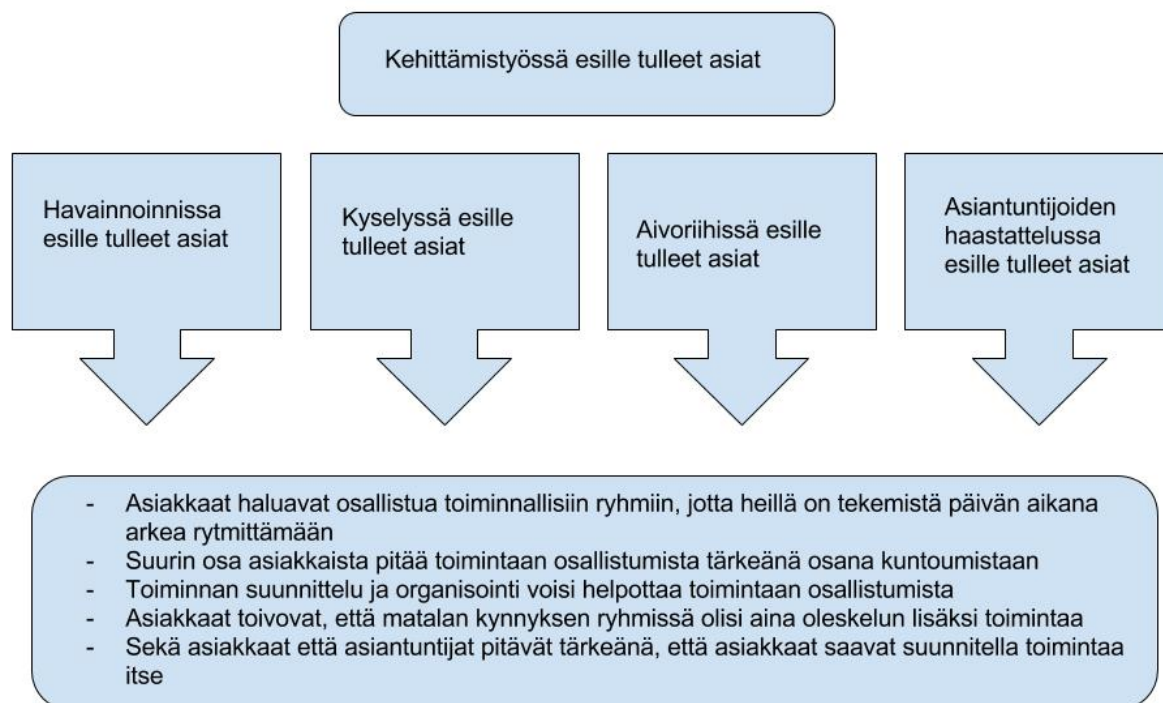 Kehittämistyössä esille tulleet asiat
Havainnoinnissa
esille tulleet asiat
Kyselyssä esille
tulleet asiat
Aivoriihissä esille
tulleet asiat
Asiantuntijoiden
haastattelussa
esille tulleet asiat
- Asiakkaat haluavat osallistua toiminnallisiin ryhmiin, jotta heillä on tekemistä päivän aikana
arkea rytmittämään
- Suurin osa asiakkaista pitää toimintaan osallistumista tärkeänä osana kuntoumistaan
- Toiminnan suunnittelu ja organisointi voisi helpottaa toimintaan osallistumista
- Asiakkaat toivovat, että matalan kynnyksen ryhmissä olisi aina oleskelun lisäksi toimintaa
- Sekä asiakkaat että asiantuntijat pitävät tärkeänä, että asiakkaat saavat suunnitella toimintaa
itse